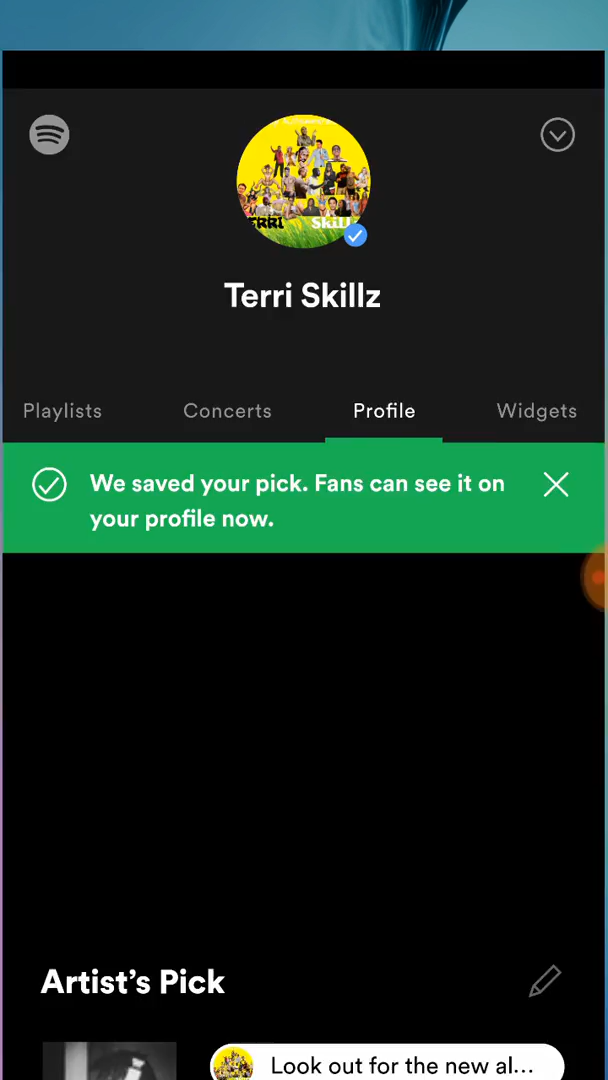 SKILL
Terri Skillz
Playlists Concerts Profile Widgets
We saved your pick. Fans can see it on
your profile now.
Artist's Pick
Look out for the new al...